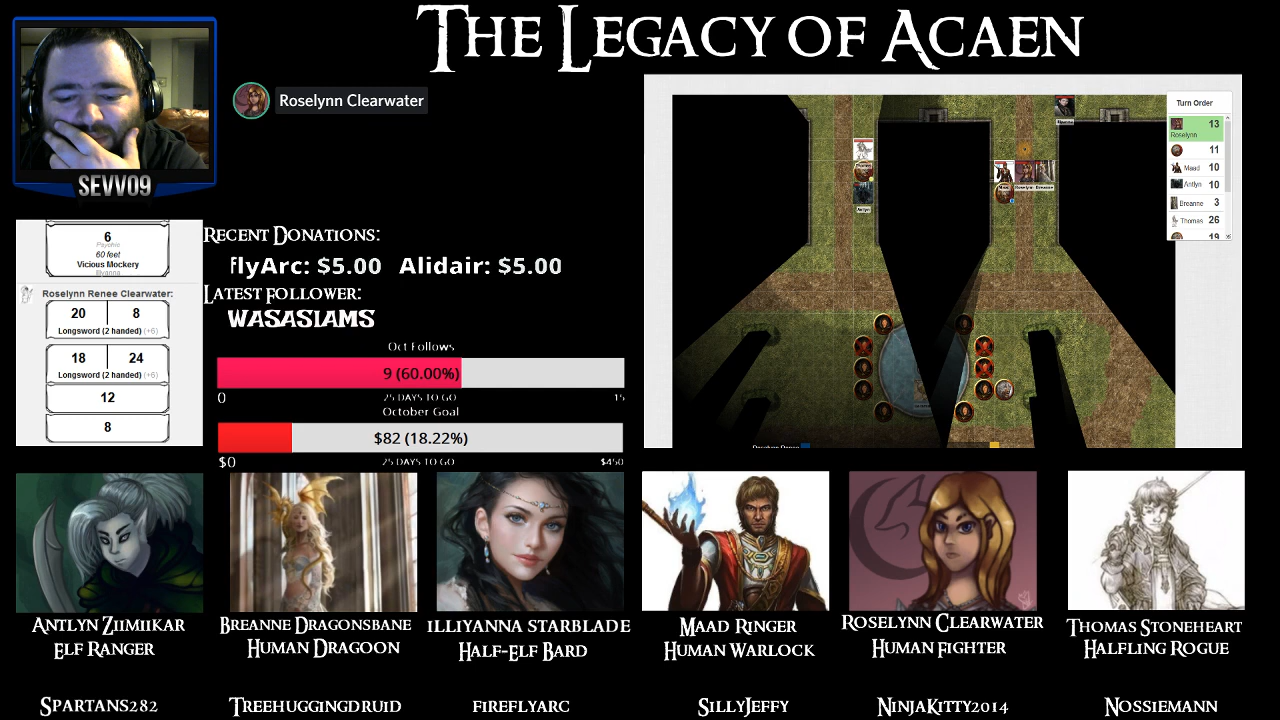 THE LEGACY OF ACAEN
SEVV09
Roselynn Clearwater
6
Psychic
60 feet
Vicious Mockery
Illyanna
Roselynn Renee Clearwater:
20 8
Longsword (2 handed) (+6)
18 24
Longsword (2 handed) (+6)
12
8
RECENT DONATIONS:
flyArc: $5.00 Alidair: $5.00
LATEST FOLLOWER:
WASASIAMS
Oct Follows
9 (60.00%)
0 25 DAYS TO GO 15
October Goal
$82 (18.22%)
$0 25 DAYS TO GO $450
Turn Order
13
Roselynn
11
Maad 10
Antlyn 10
Breanne 3
Thomas 26
19
Antlyn
Roselynn Renee
ANTLYN ZIIMIIKAR
ELF RANGER
SPARTANS282
BREANNE DRAGONSBANE
HUMAN DRAGOON
TREEHUGGINGDRUID
ILLIYANNA STARBLADE
HALF-ELF BARD
FIREFLYARC
MAAD RINGER
HUMAN WARLOCK
SILLYJEFFY
ROSELYNN CLEARWATER
HUMAN FIGHTER
NINJAKITTY2014
THOMAS STONEHEART
HALFLING ROGUE
NOSSIEMANN